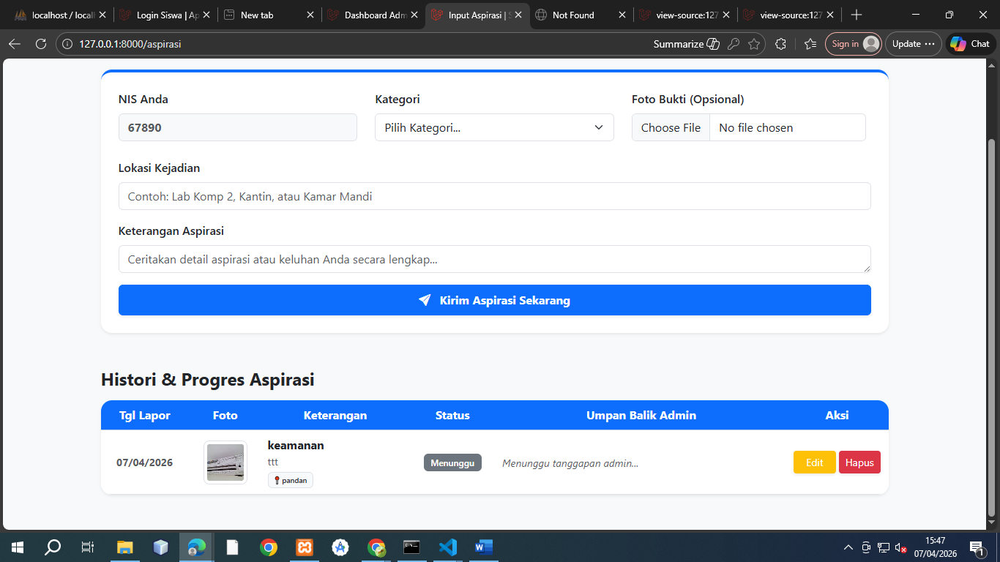 localhost / locall
Login Siswa | Ap
New tab
Dashboard Adm
Input Aspirasi | S
Not Found
view-source:127
view-source:127
127.0.0.1:8000/aspirasi
Summarize
Sign in
Update
Chat
NIS Anda
Kategori
Foto Bukti (Opsional)
67890
Pilih Kategori...
Choose File
No file chosen
Lokasi Kejadian
Contoh: Lab Komp 2, Kantin, atau Kamar Mandi
Keterangan Aspirasi
Ceritakan detail aspirasi atau keluhan Anda secara lengkap...
Kirim Aspirasi Sekarang
Histori & Progres Aspirasi
Tgl Lapor Foto Keterangan Status Umpan Balik Admin Aksi
keamanan
07/04/2026 ttt Menunggu Menunggu tanggapan admin... Edit Hapus
pandan
15:47
07/04/2026
1